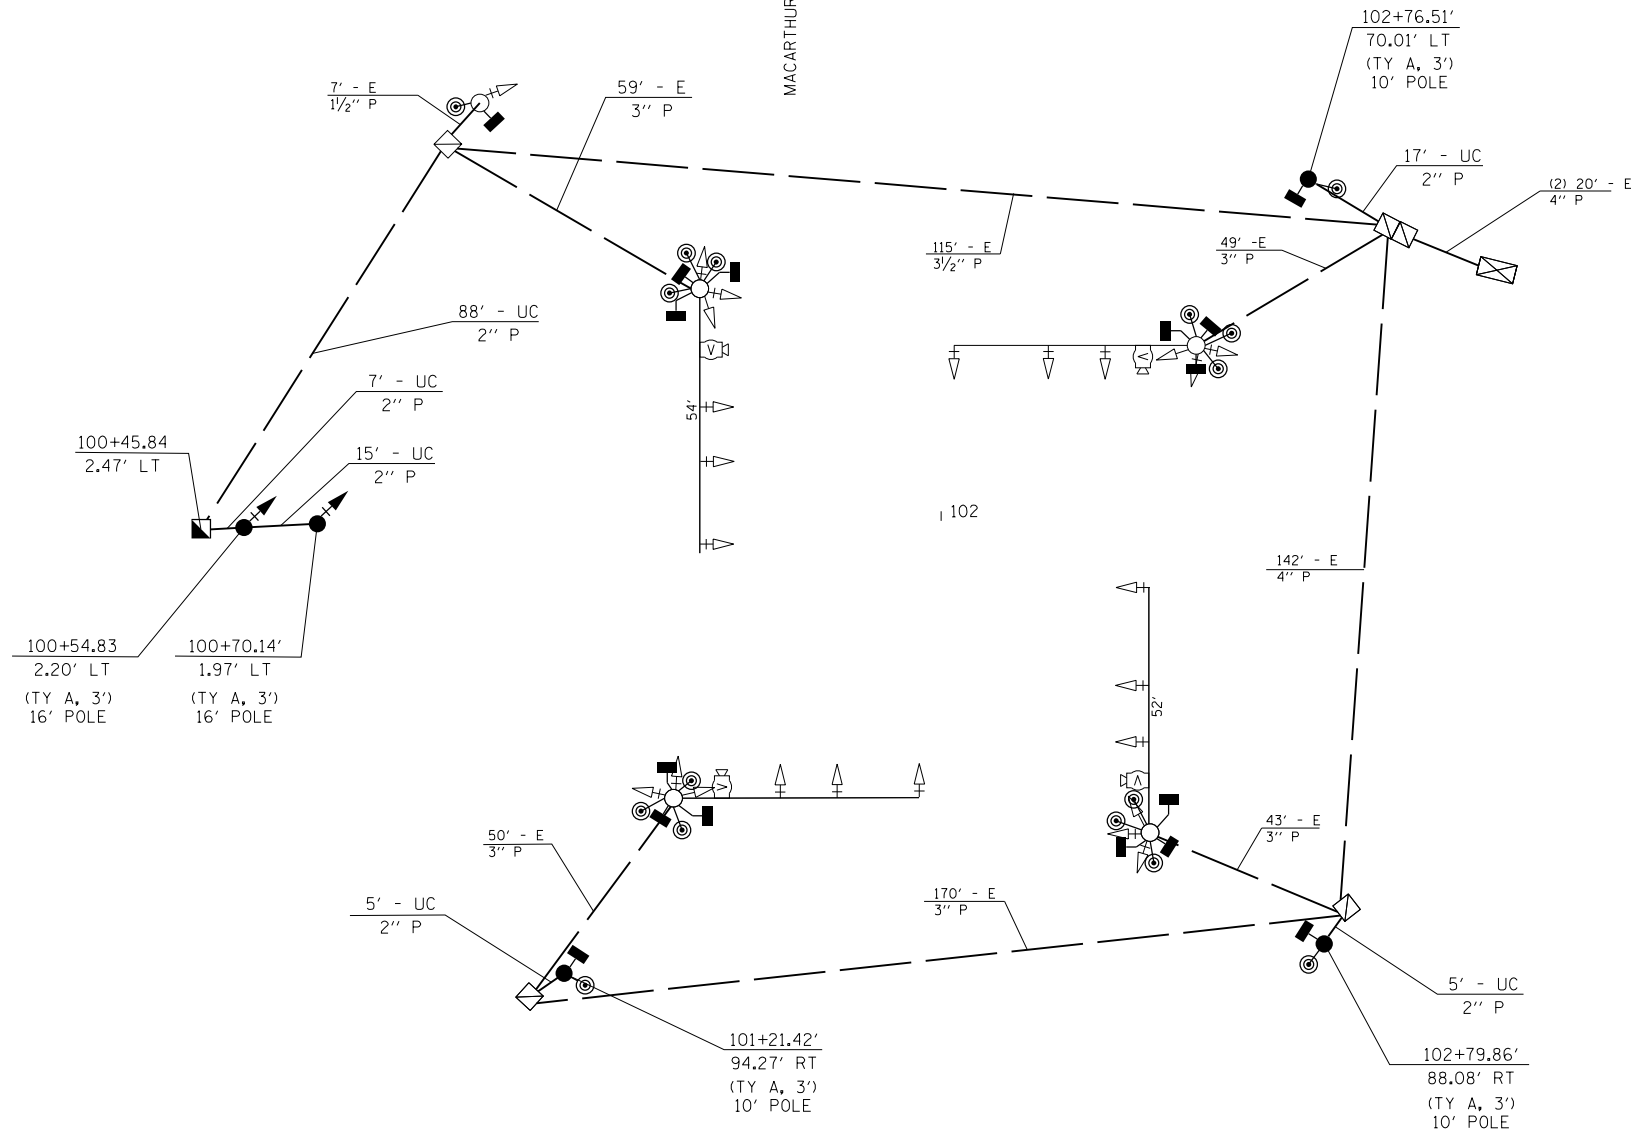 MACARTHUR
102+76.51'
70.01' LT
(TY A, 3')
10' POLE
7' - E
1½" P
59' - E
3" P
17' - UC
2" P
(2) 20' - E
4" P
115' - E
3½" P
49' -E
3" P
88' - UC
2" P
V
V
54'
7' - UC
2" P
100+45.84
2.47' LT
15' - UC
2" P
102
142' - E
4" P
100+54.83
2.20' LT
(TY A, 3')
16' POLE
100+70.14'
1.97' LT
(TY A, 3')
16' POLE
52'
V
V
50' - E
3" P
43' - E
3" P
5' - UC
2" P
170' - E
3" P
5' - UC
2" P
101+21.42'
94.27' RT
(TY A, 3')
10' POLE
102+79.86'
88.08' RT
(TY A, 3')
10' POLE